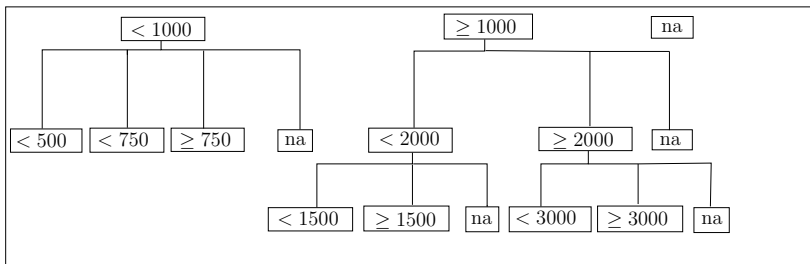 < 1000 ≥ 1000 na
< 500 < 750 ≥ 750 na < 2000 ≥ 2000 na
< 1500 ≥ 1500 na < 3000 ≥ 3000 na